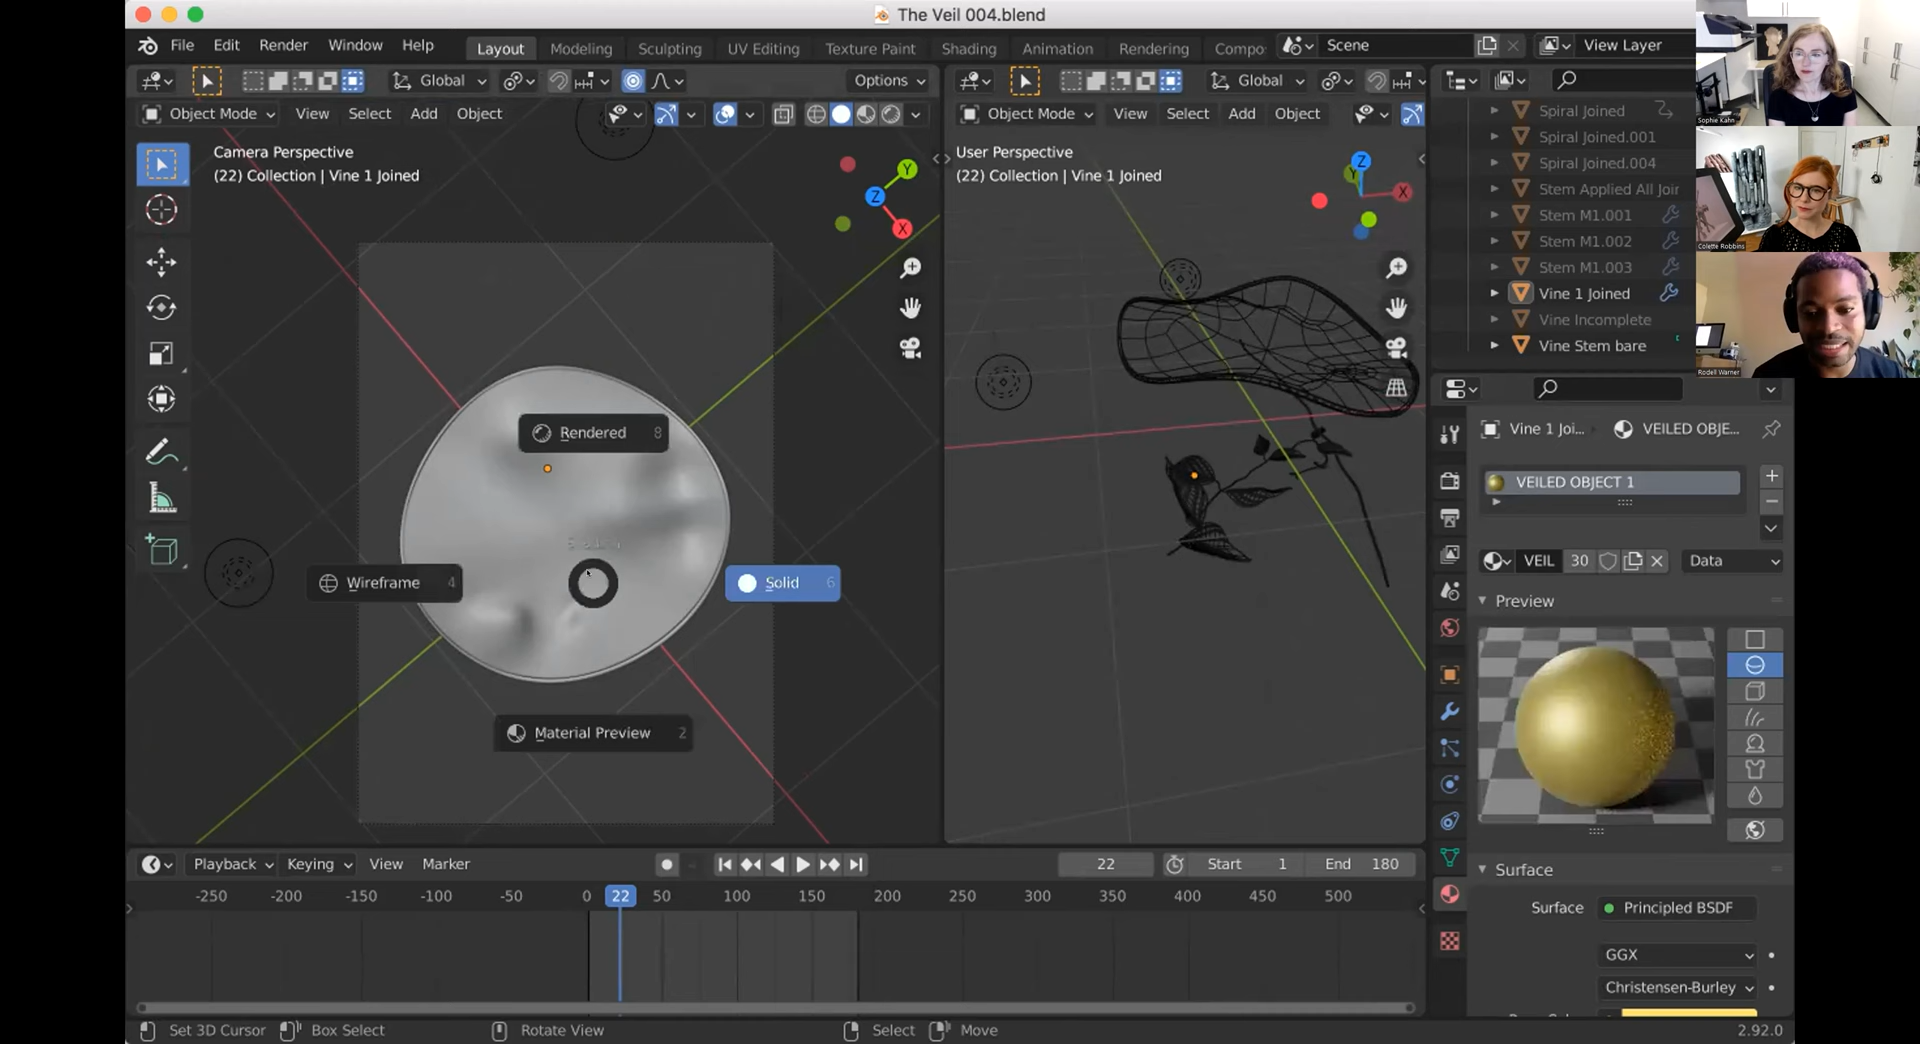 The Veil 004.blend
File Edit Render Window Help Layout Modeling Sculpting UV Editing Texture Paint Shading Animation Rendering Compo Scene View Layer
Global Options Global
Object Mode View Select Add Object Object Mode View Select Add Object
Camera Perspective
(22) Collection | Vine 1 Joined
Y
Z
X
User Perspective
(22) Collection | Vine 1 Joined
Z
Y
X
Rendered 8
Wireframe 4
Solid 6
Material Preview 2
Spiral Joined
Spiral Joined.001
Spiral Joined.004
Stem Applied All Joir
Stem M1.001
Stem M1.002
Stem M1.003
Vine 1 Joined
Vine Incomplete
Vine Stem bare
Sophie Kahn
Colette Robbins
Rodell Warner
Vine 1 Joi... VEILED OBJE...
VEILED OBJECT 1
VEIL 30 Data
Preview
Surface
Surface Principled BSDF
GGX
Christensen-Burley
Playback Keying View Marker 22 Start 1 End 180
-250 -200 -150 -100 -50 0 22 50 100 150 200 250 300 350 400 450 500
Set 3D Cursor Box Select Rotate View Select Move 2.92.0